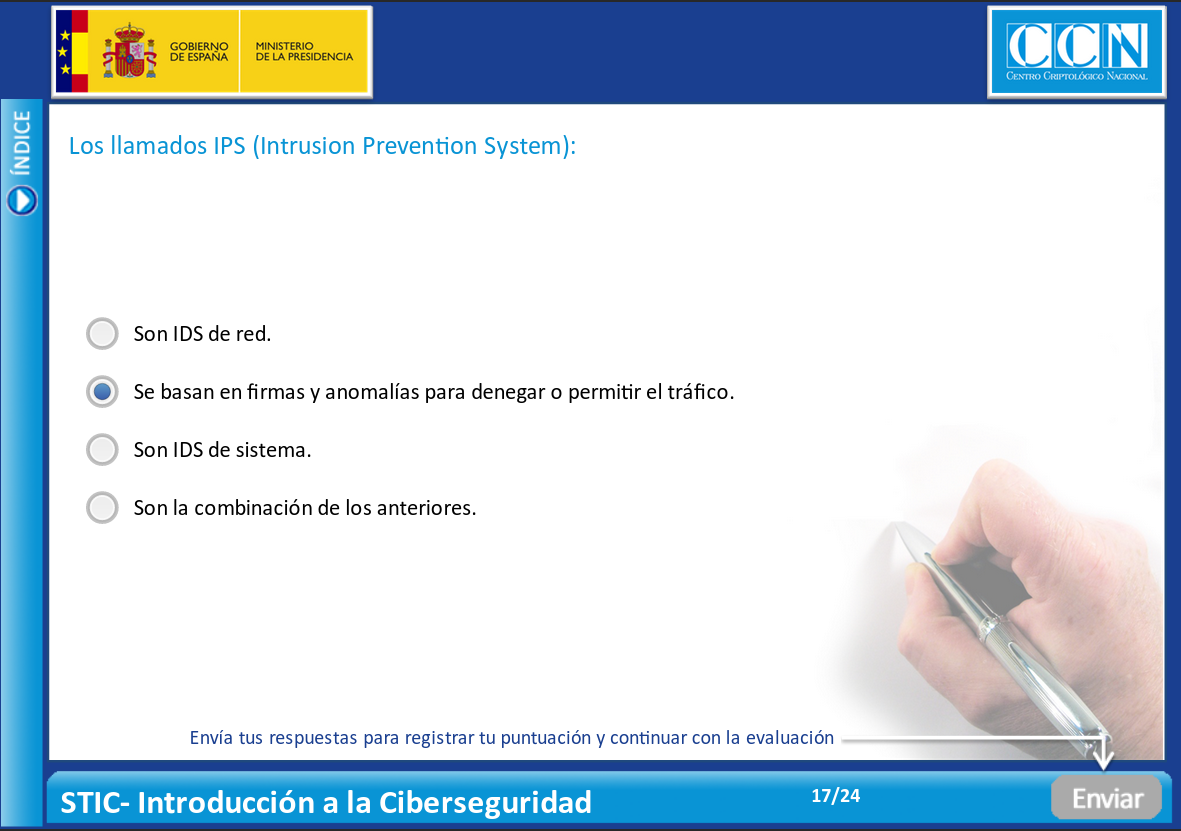 GOBIERNO
DE ESPAÑA
MINISTERIO
DE LA PRESIDENCIA
CCN
CENTRO CRIPTOLÓGICO NACIONAL
ÍNDICE
Los llamados IPS (Intrusion Prevention System):
Son IDS de red.
Se basan en firmas y anomalías para denegar o permitir el tráfico.
Son IDS de sistema.
Son la combinación de los anteriores.
Envía tus respuestas para registrar tu puntuación y continuar con la evaluación
STIC- Introducción a la Ciberseguridad
17/24
Enviar